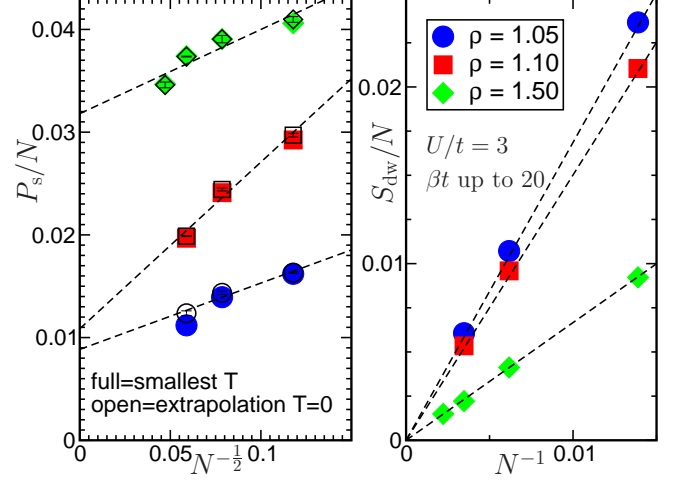 P_s/N
0.04
0.03
0.02
0.01
0
full=smallest T
open=extrapolation T=0
0 0.05 0.1
N^{-\frac{1}{2}}
S_dw/N
0.02
0.01
0
ρ = 1.05
ρ = 1.10
ρ = 1.50
U/t = 3
βt up to 20
0 0.01
N^{-1}